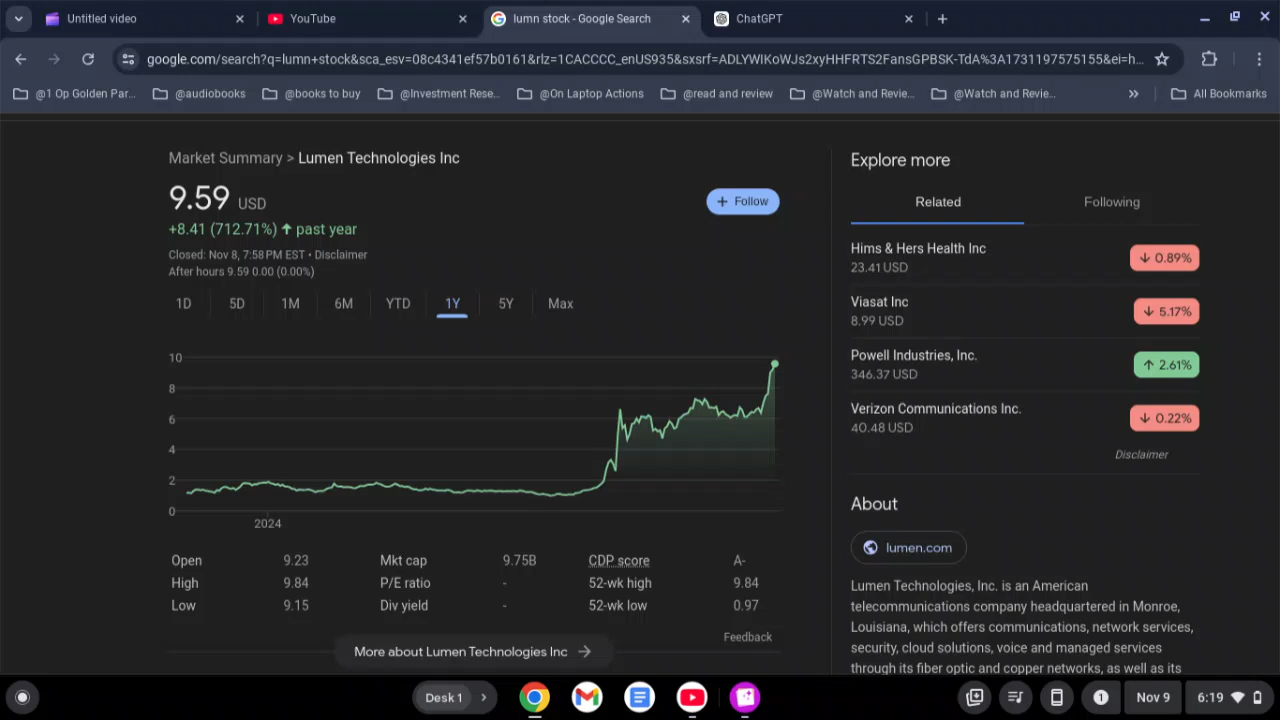 Untitled video
YouTube
lumn stock - Google Search
ChatGPT
google.com/search?q=lumn+stock&sca_esv=08c4341ef57b0161&rlz=1CACCCC_enUS935&sxsrf=ADLYWIKoWJs2xyHHFRTS2FansGPBSK-TdA%3A1731197575155&ei=h...
@1 Op Golden Par...
@audiobooks
@books to buy
@Investment Rese...
@On Laptop Actions
@read and review
@Watch and Revie...
@Watch and Revie...
All Bookmarks
Market Summary > Lumen Technologies Inc
9.59 USD
+ Follow
+8.41 (712.71%) ↑ past year
Closed: Nov 8, 7:58 PM EST • Disclaimer
After hours 9.59 0.00 (0.00%)
1D 5D 1M 6M YTD 1Y 5Y Max
10
8
6
4
2
0
2024
Open 9.23 Mkt cap 9.75B CDP score A-
High 9.84 P/E ratio - 52-wk high 9.84
Low 9.15 Div yield - 52-wk low 0.97
Feedback
More about Lumen Technologies Inc →
Explore more
Related Following
Hims & Hers Health Inc
23.41 USD
↓ 0.89%
Viasat Inc
8.99 USD
↓ 5.17%
Powell Industries, Inc.
346.37 USD
↑ 2.61%
Verizon Communications Inc.
40.48 USD
↓ 0.22%
Disclaimer
About
lumen.com
Lumen Technologies, Inc. is an American
telecommunications company headquartered in Monroe,
Louisiana, which offers communications, network services,
security, cloud solutions, voice and managed services
through its fiber optic and copper networks, as well as its
Desk 1
1
Nov 9
6:19